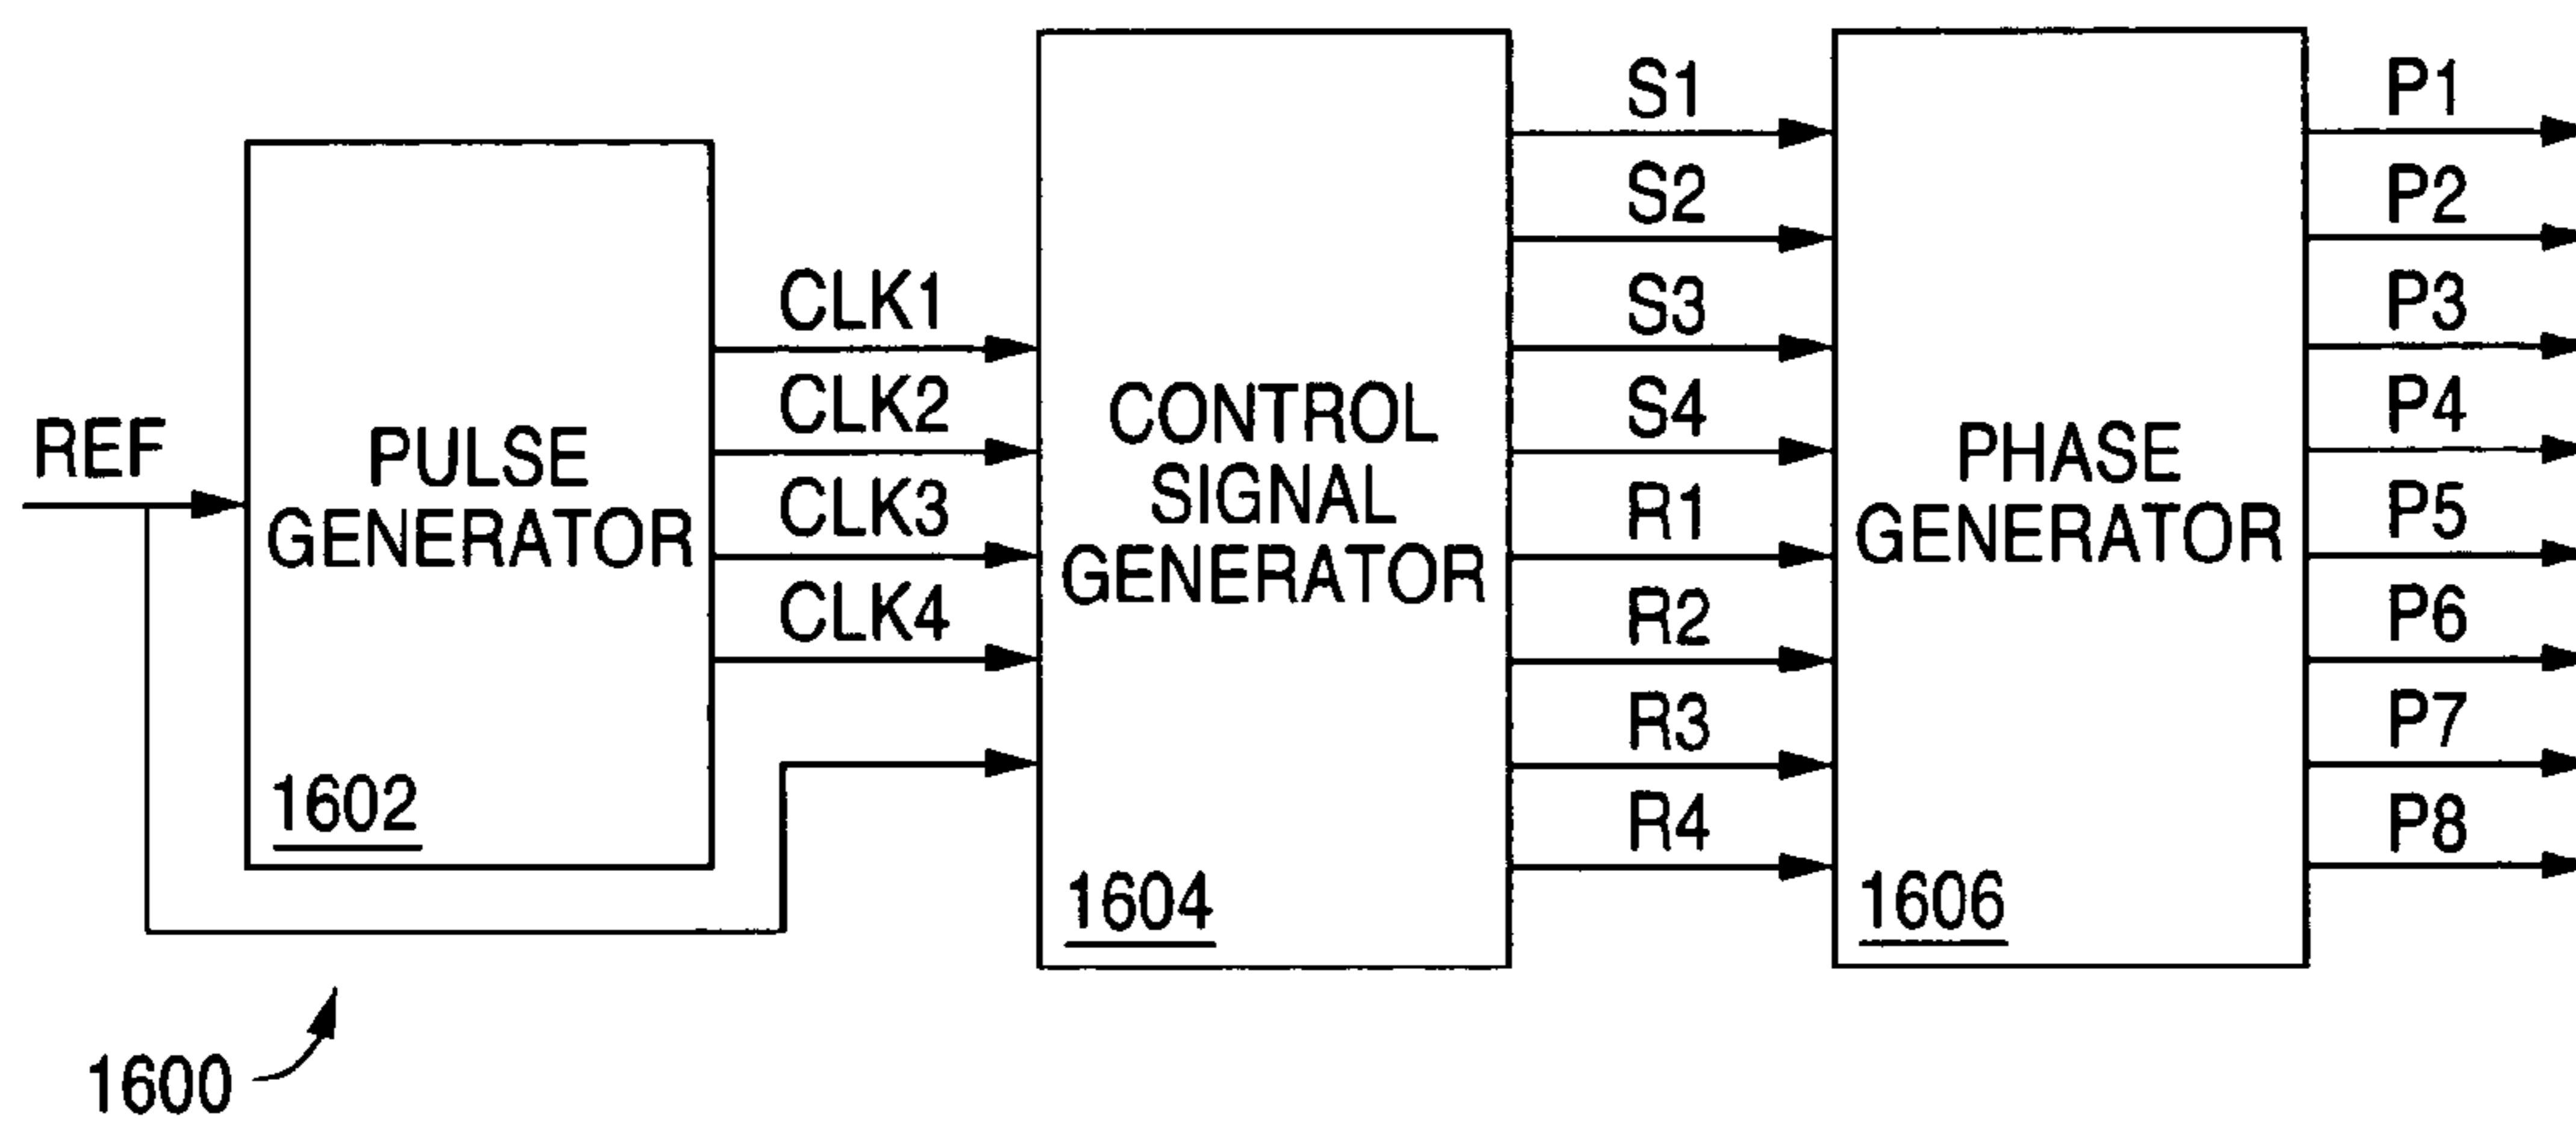 REF
PULSE
GENERATOR
1602
CLK1
CLK2
CLK3
CLK4
CONTROL
SIGNAL
GENERATOR
1604
S1
S2
S3
S4
R1
R2
R3
R4
PHASE
GENERATOR
1606
P1
P2
P3
P4
P5
P6
P7
P8
1600